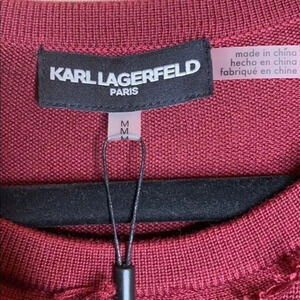 KARL LAGERFELD
PARIS
made in china
hecho en china
fabriqué en chine
M
M
M